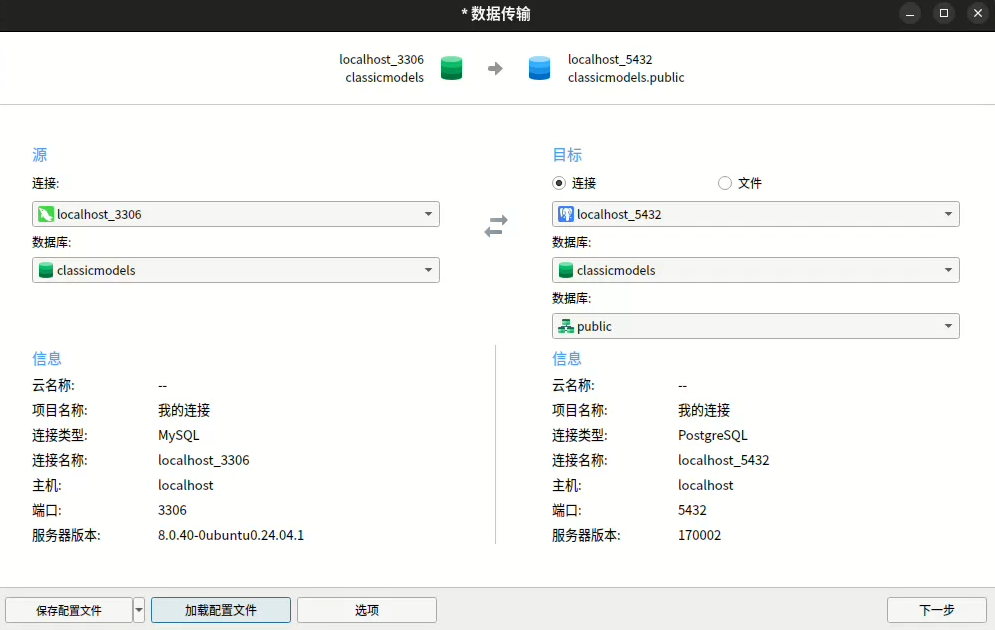 * 数据传输
localhost_3306
classicmodels
localhost_5432
classicmodels.public
源
连接:
localhost_3306
数据库:
classicmodels
目标
连接
文件
localhost_5432
数据库:
classicmodels
数据库:
public
信息
云名称: --
项目名称: 我的连接
连接类型: MySQL
连接名称: localhost_3306
主机: localhost
端口: 3306
服务器版本: 8.0.40-0ubuntu0.24.04.1
信息
云名称: --
项目名称: 我的连接
连接类型: PostgreSQL
连接名称: localhost_5432
主机: localhost
端口: 5432
服务器版本: 170002
保存配置文件
加载配置文件
选项
下一步